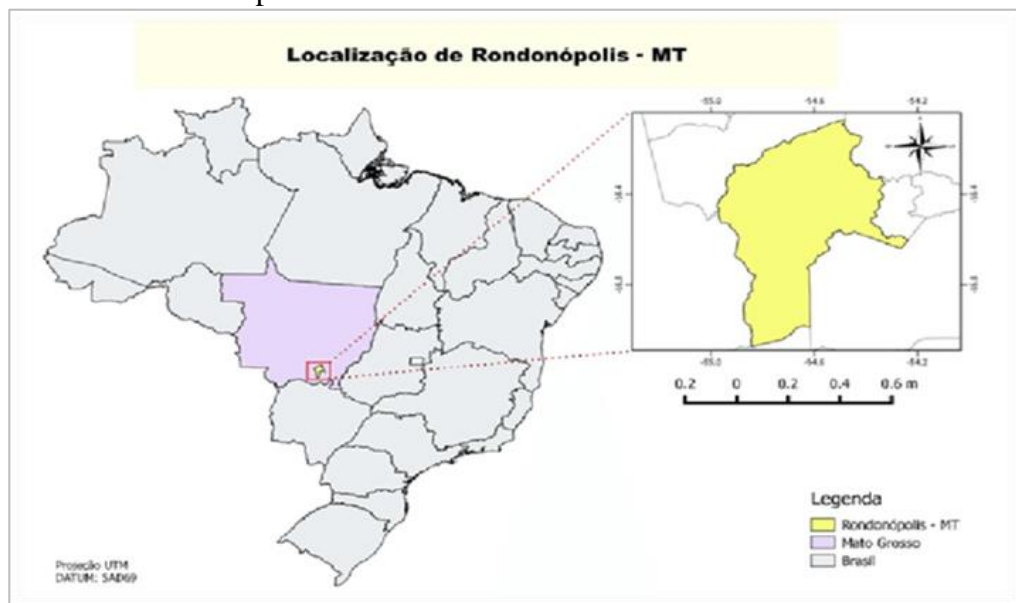 Localização de Rondonópolis - MT
-55.0 -54.6 -54.2
-16.4 -16.4
-16.8 -16.8
-55.0 -54.6 -54.2
0.2 0 0.2 0.4 0.6 m
Legenda
Rondonópolis - MT
Mato Grosso
Brasil
Proseção UTM
DATUM: SAD69